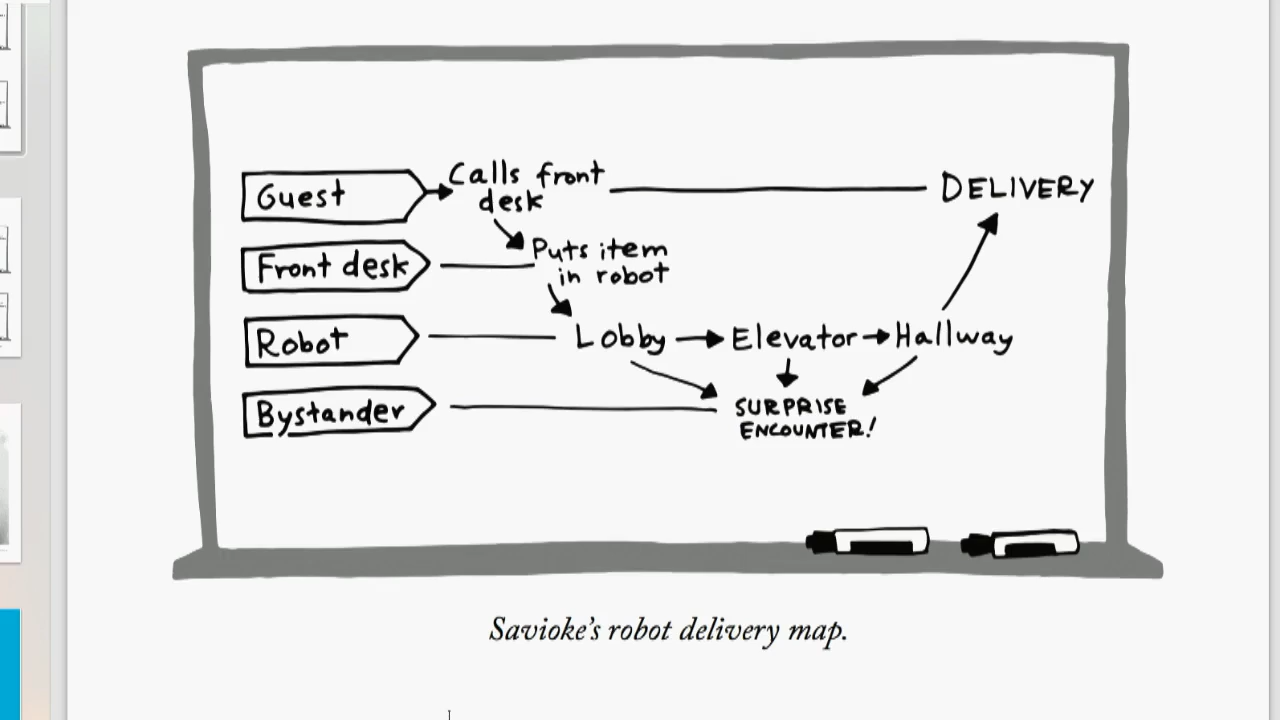 Guest
Calls front
desk
DELIVERY
Front desk
Puts item
in robot
Robot
Lobby
Elevator
Hallway
Bystander
SURPRISE
ENCOUNTER!
Savioke's robot delivery map.